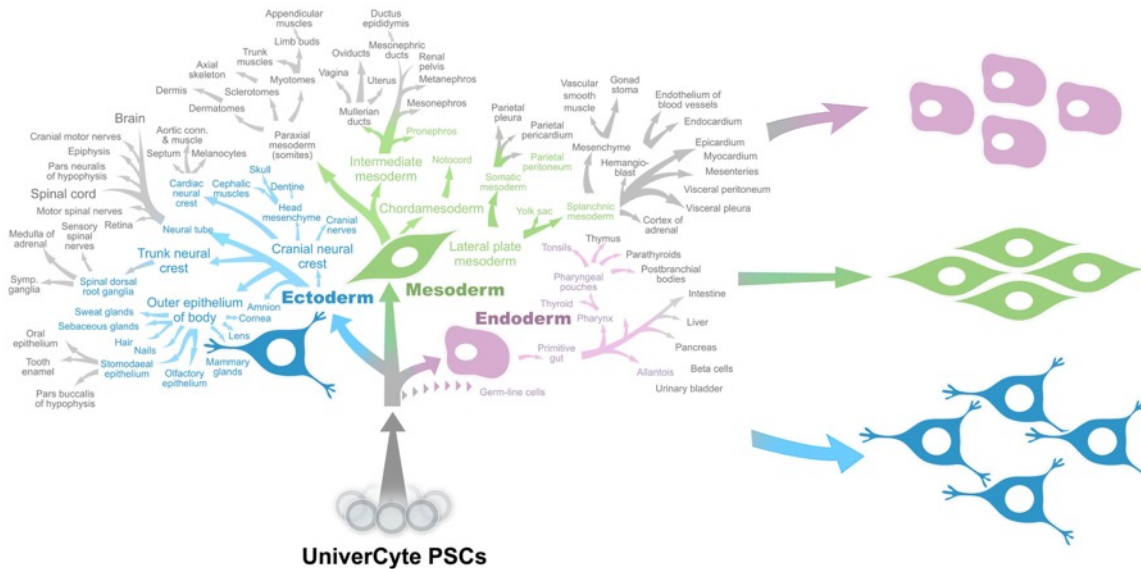 Appendicular
muscles
Limb buds
Trunk
muscles
Axial
skeleton
Myotomes
Sclerotomes
Dermis
Dermatomes
Paraxial
mesoderm
(somites)
Ductus
epididymis
Mesonephric
ducts
Oviducts
Renal
pelvis
Vagina
Uterus
Metanephros
Mullerian
ducts
Mesonephros
Pronephros
Intermediate
mesoderm
Notocord
Chordamesoderm
Parietal
pleura
Parietal
pericardium
Parietal
peritoneum
Somatic
mesoderm
Lateral plate
mesoderm
Yolk sac
Splanchnic
mesoderm
Vascular
smooth
muscle
Gonad
stoma
Mesenchyme
Hemangio-
blast
Endothelium of
blood vessels
Endocardium
Epicardium
Myocardium
Mesenteries
Visceral peritoneum
Visceral pleura
Cortex of
adrenal
Brain
Cranial motor nerves
Epiphysis
Pars neuralis
of hypophysis
Spinal cord
Motor spinal nerves
Retina
Neural tube
Aortic conn.
& muscle
Septum
Melanocytes
Cardiac
neural
crest
Cephalic
muscles
Skull
Dentine
Head
mesenchyme
Cranial
nerves
Cranial neural
crest
Sensory
spinal
nerves
Medulla of
adrenal
Symp.
ganglia
Spinal dorsal
root ganglia
Trunk neural
crest
Outer epithelium
of body
Amnion
Cornea
Lens
Mammary
glands
Sweat glands
Sebaceous glands
Hair
Nails
Oral
epithelium
Tooth
enamel
Stomodaeal
epithelium
Olfactory
epithelium
Pars buccalis
of hypophysis
Ectoderm
Mesoderm
Endoderm
Tonsils
Thymus
Parathyroids
Postbranchial
bodies
Pharyngeal
pouches
Thyroid
Pharynx
Primitive
gut
Intestine
Liver
Pancreas
Beta cells
Allantois
Urinary bladder
Germ-line cells
UniverCyte PSCs